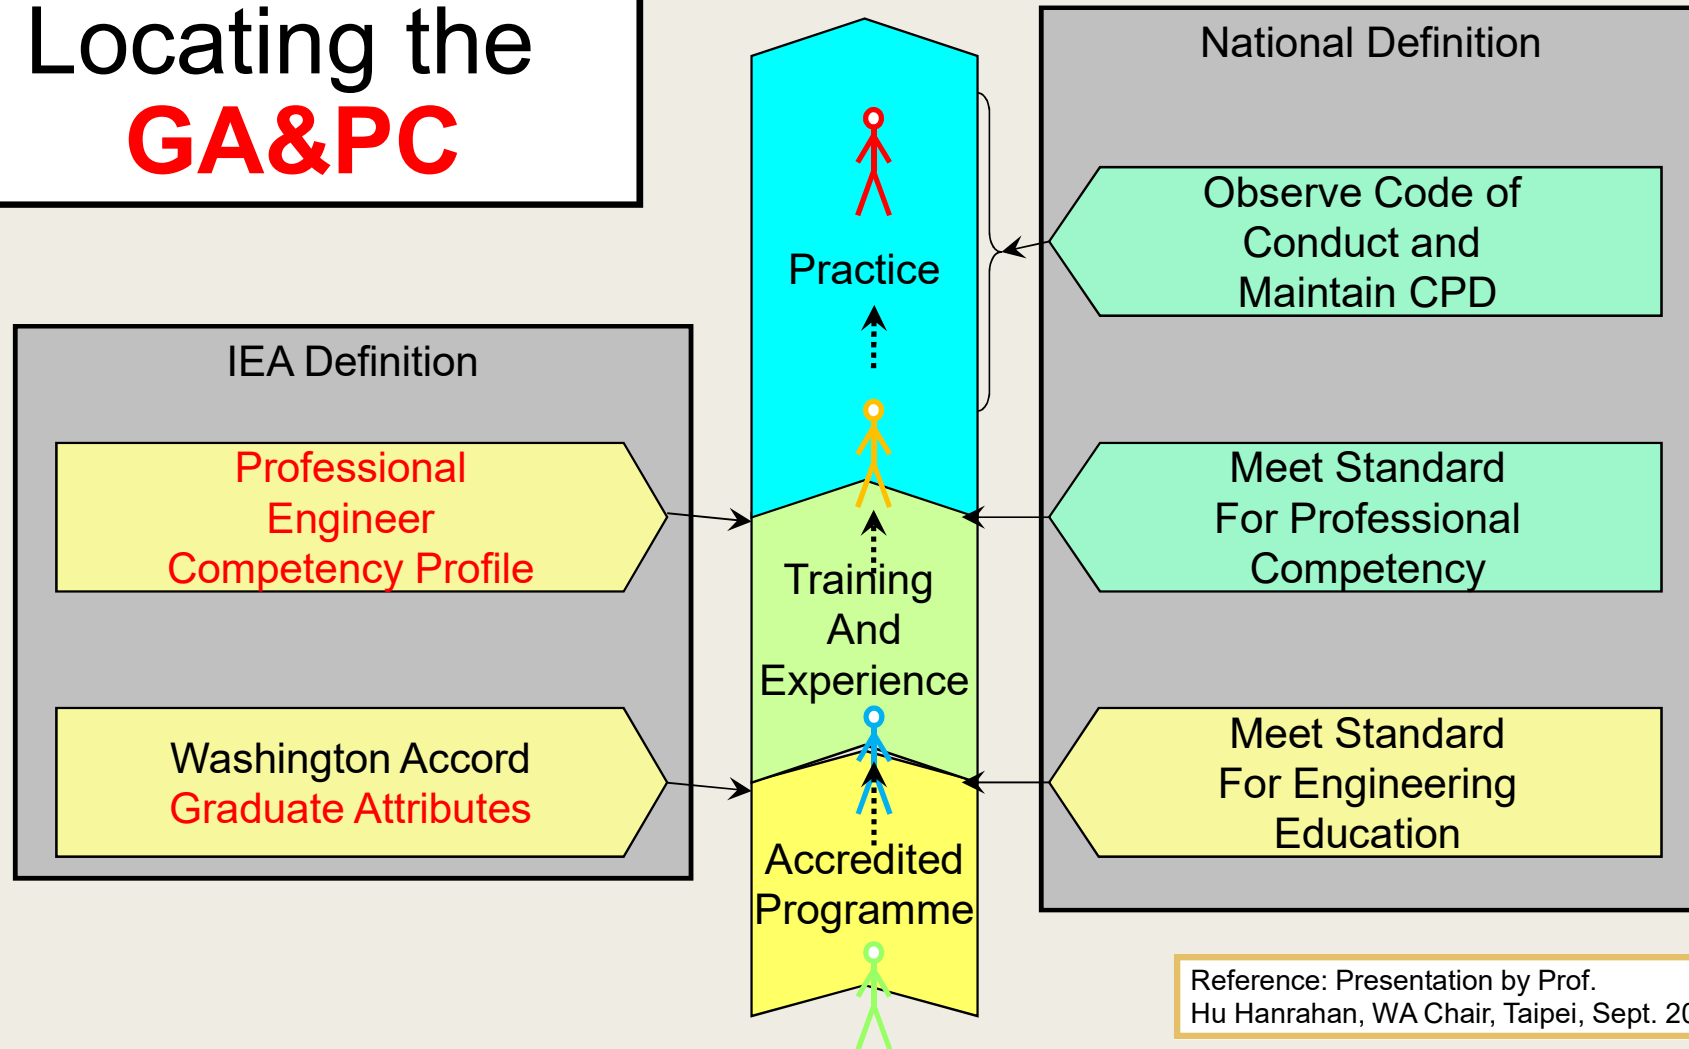 Locating the
GA&PC
IEA Definition
Professional
Engineer
Competency Profile
Washington Accord
Graduate Attributes
Practice
Training
And
Experience
Accredited
Programme
National Definition
Observe Code of
Conduct and
Maintain CPD
Meet Standard
For Professional
Competency
Meet Standard
For Engineering
Education
Reference: Presentation by Prof.
Hu Hanrahan, WA Chair, Taipei, Sept.